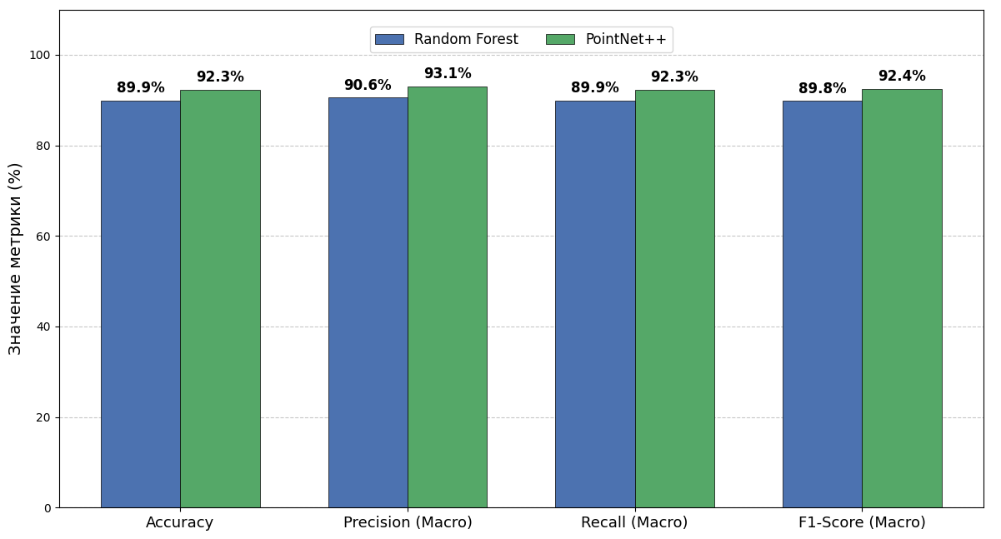 Random Forest PointNet++
100
80
60
40
20
0
Значение метрики (%)
89.9% 92.3% 90.6% 93.1% 89.9% 92.3% 89.8% 92.4%
Accuracy Precision (Macro) Recall (Macro) F1-Score (Macro)